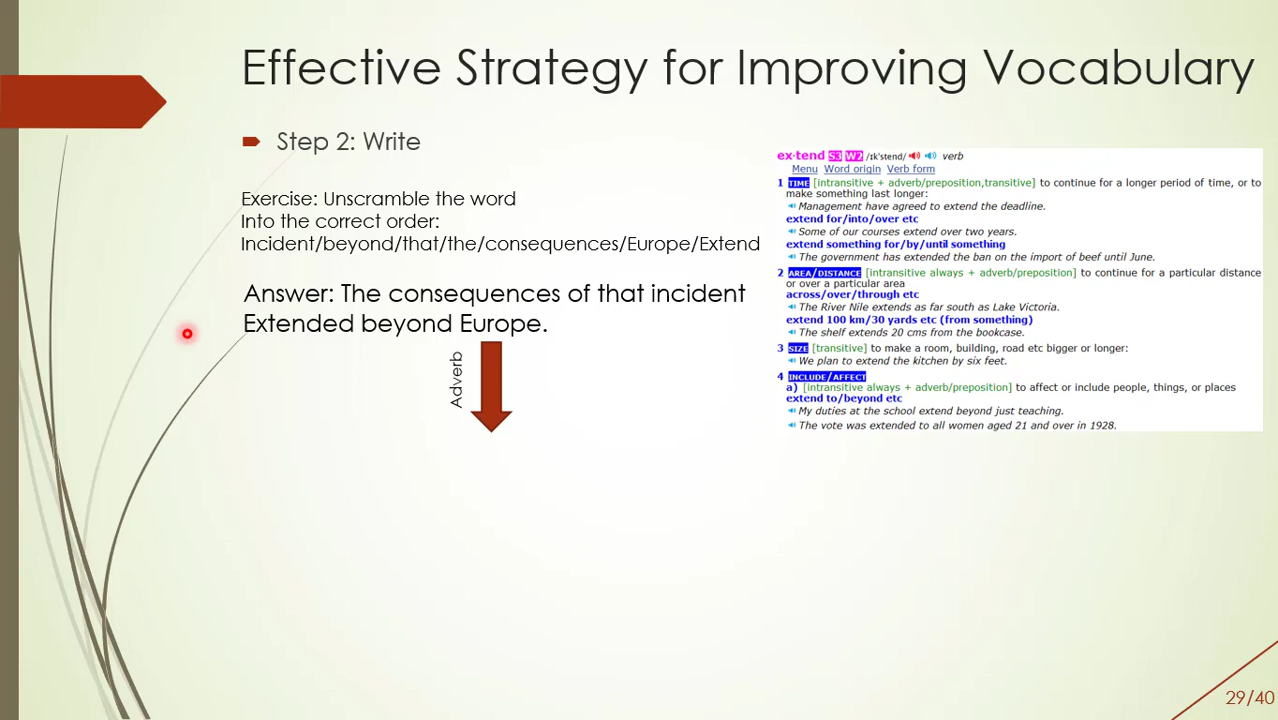 Effective Strategy for Improving Vocabulary
Step 2: Write
Exercise: Unscramble the word
Into the correct order:
Incident/beyond/that/the/consequences/Europe/Extend
Answer: The consequences of that incident
Extended beyond Europe.
Adverb
ex·tend S3 W2 /ɪkˈstend/ verb
Menu Word origin Verb form
1 TIME [intransitive + adverb/preposition,transitive] to continue for a longer period of time, or to
make something last longer:
Management have agreed to extend the deadline.
extend for/into/over etc
Some of our courses extend over two years.
extend something for/by/until something
The government has extended the ban on the import of beef until June.
2 AREA/DISTANCE [intransitive always + adverb/preposition] to continue for a particular distance
or over a particular area
across/over/through etc
The River Nile extends as far south as Lake Victoria.
extend 100 km/30 yards etc (from something)
The shelf extends 20 cms from the bookcase.
3 SIZE [transitive] to make a room, building, road etc bigger or longer:
We plan to extend the kitchen by six feet.
4 INCLUDE/AFFECT
a) [intransitive always + adverb/preposition] to affect or include people, things, or places
extend to/beyond etc
My duties at the school extend beyond just teaching.
The vote was extended to all women aged 21 and over in 1928.
29/40